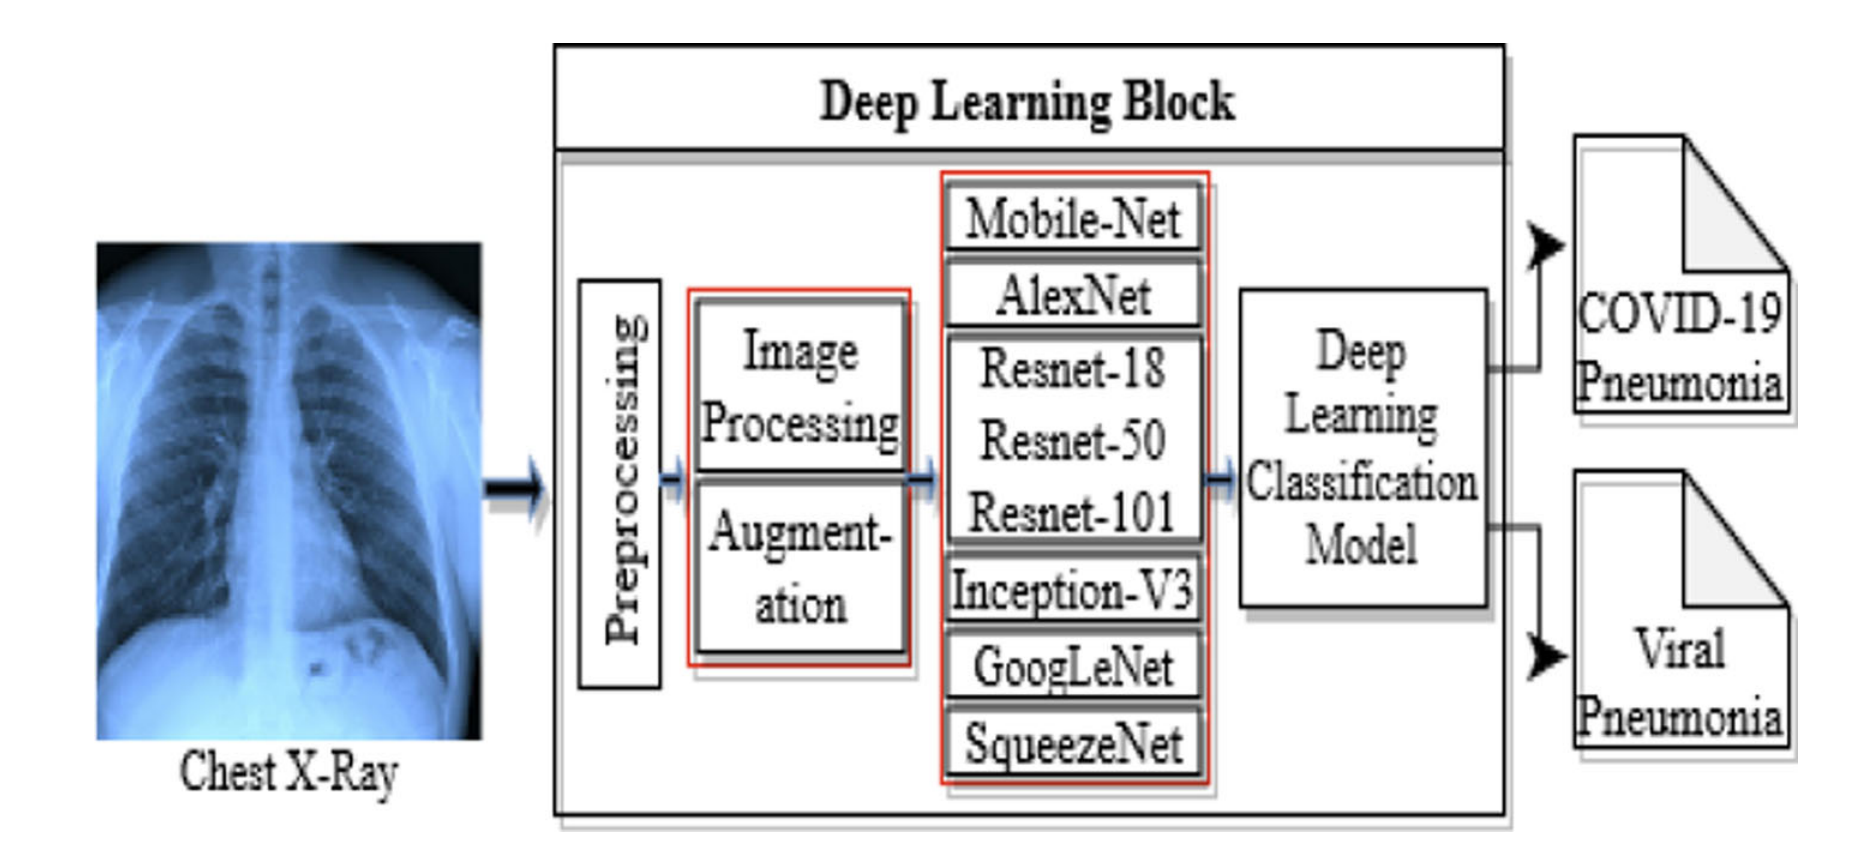 Deep Learning Block
Chest X-Ray
Preprocessing
Image
Processing
Augment-
ation
Mobile-Net
AlexNet
Resnet-18
Resnet-50
Resnet-101
Inception-V3
GoogLeNet
SqueezeNet
Deep
Learning
Classification
Model
COVID-19
Pneumonia
Viral
Pneumonia